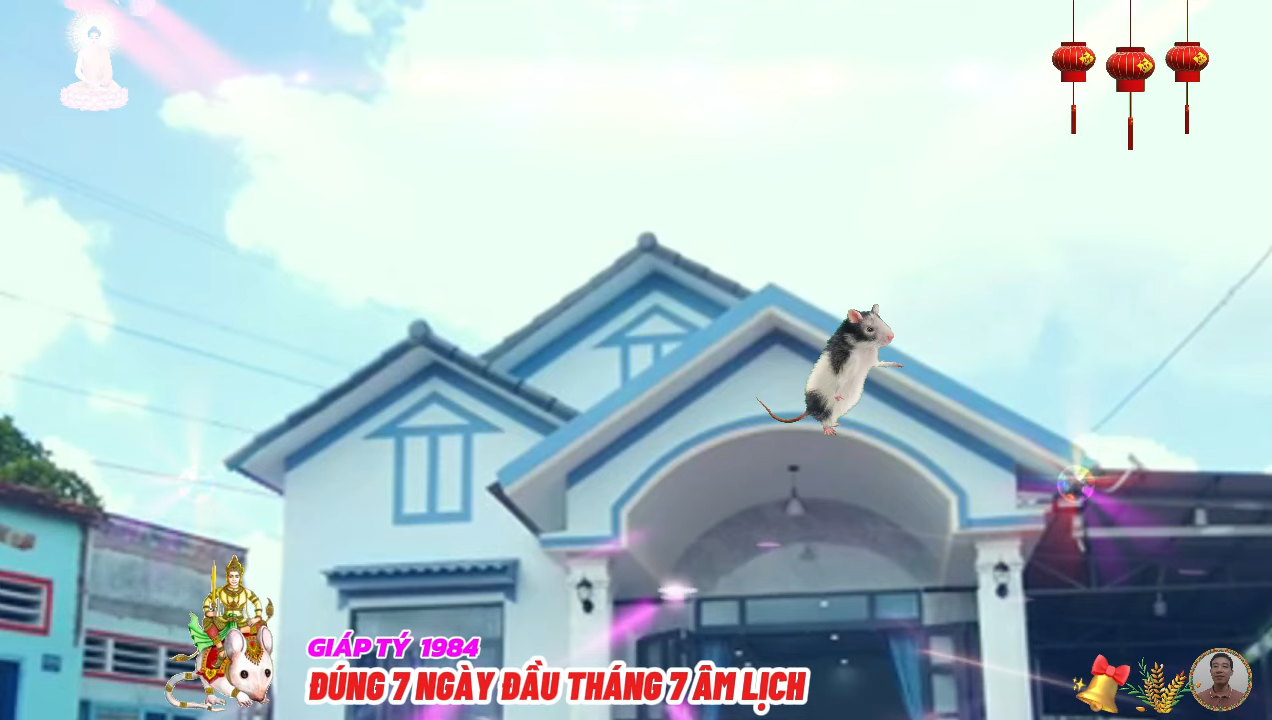 GIÁP TÝ 1984
ĐÚNG 7 NGÀY ĐẦU THÁNG 7 ÂM LỊCH